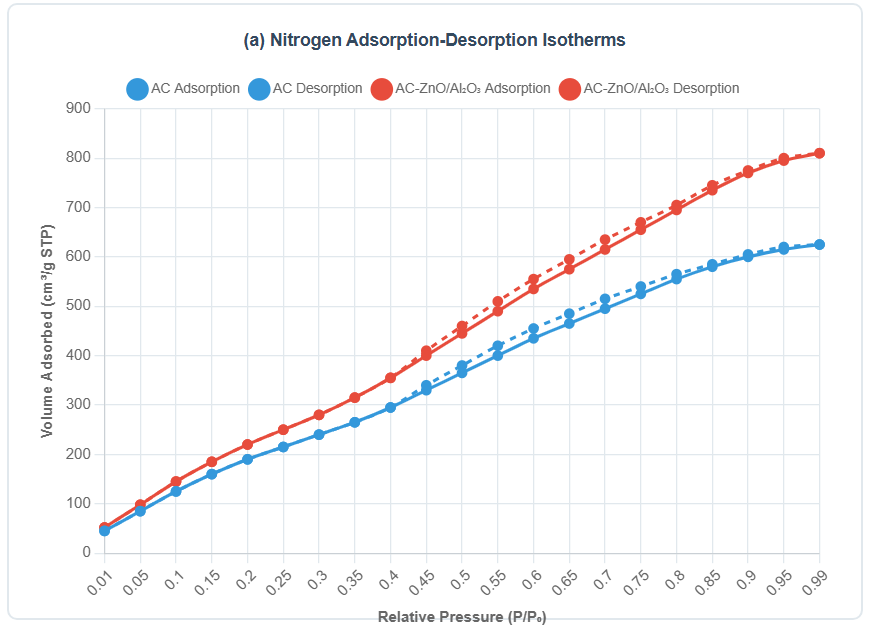 (a) Nitrogen Adsorption-Desorption Isotherms
AC Adsorption AC Desorption AC-ZnO/Al₂O₃ Adsorption AC-ZnO/Al₂O₃ Desorption
Volume Adsorbed (cm³/g STP)
900
800
700
600
500
400
300
200
100
0
0.01 0.05 0.1 0.15 0.2 0.25 0.3 0.35 0.4 0.45 0.5 0.55 0.6 0.65 0.7 0.75 0.8 0.85 0.9 0.95 0.99
Relative Pressure (P/P₀)